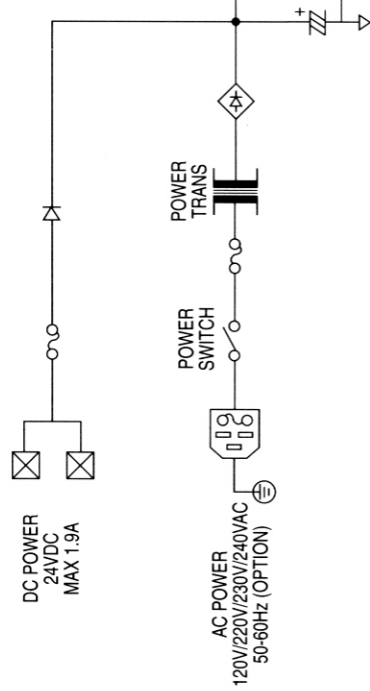 DC POWER
24VDC
MAX 1.9A
POWER
TRANS
POWER
SWITCH
AC POWER
120V/220V/230V/240VAC
50-60Hz (OPTION)
+